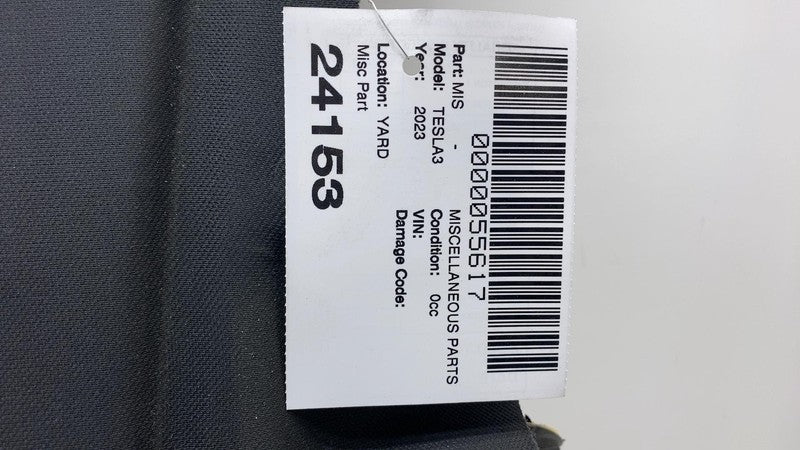 0000055617
Part: MIS - MISCELLANEOUS PARTS
Model: TESLA3 Condition: 0cc
Year: 2023 VIN:
Damage Code:
Location: YARD
Misc Part
24153